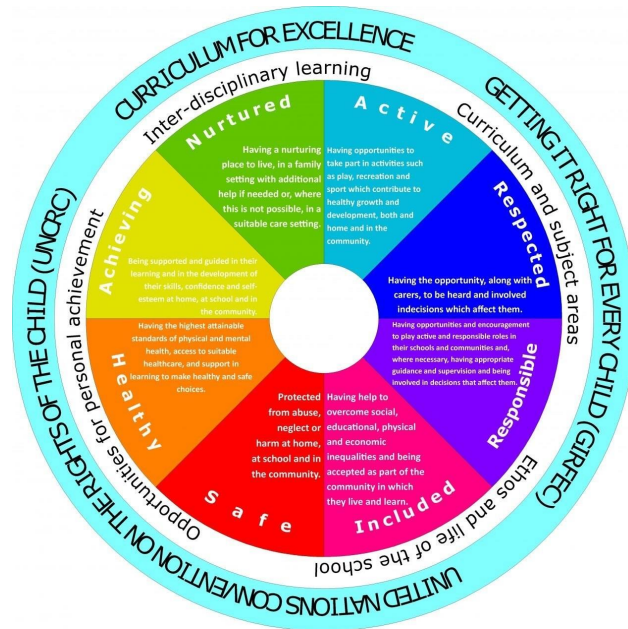 CURRICULUM FOR EXCELLENCE
GETTING IT RIGHT FOR EVERY CHILD (GIRFEC)
UNITED NATIONS CONVENTION ON THE RIGHTS OF THE CHILD (UNCRC)
Inter-disciplinary learning
Curriculum and subject areas
Ethos and life of the school
Opportunities for personal achievement
Nurtured
Having a nurturing
place to live, in a family
setting with additional
help if needed or, where
this is not possible, in a
suitable care setting.
Active
Having opportunities to
take part in activities such
as play, recreation and
sport which contribute to
healthy growth and
development, both and
home and in the
community.
Respected
Having the opportunity, along with
carers, to be heard and involved
indecisions which affect them.
Responsible
Having opportunities and encouragement
to play active and responsible roles in
their schools and communities and,
where necessary, having appropriate
guidance and supervision and being
involved in decisions that affect them.
Included
Having help to
overcome social,
educational, physical
and economic
inequalities and being
accepted as part of the
community in which
they live and learn.
Safe
Protected
from abuse,
neglect or
harm at home,
at school and in
the community.
Healthy
Having the highest attainable
standards of physical and mental
health, access to suitable
healthcare, and support in
learning to make healthy and safe
choices.
Achieving
Being supported and guided in their
learning and in the development of
their skills, confidence and self-
esteem at home, at school and in
the community.